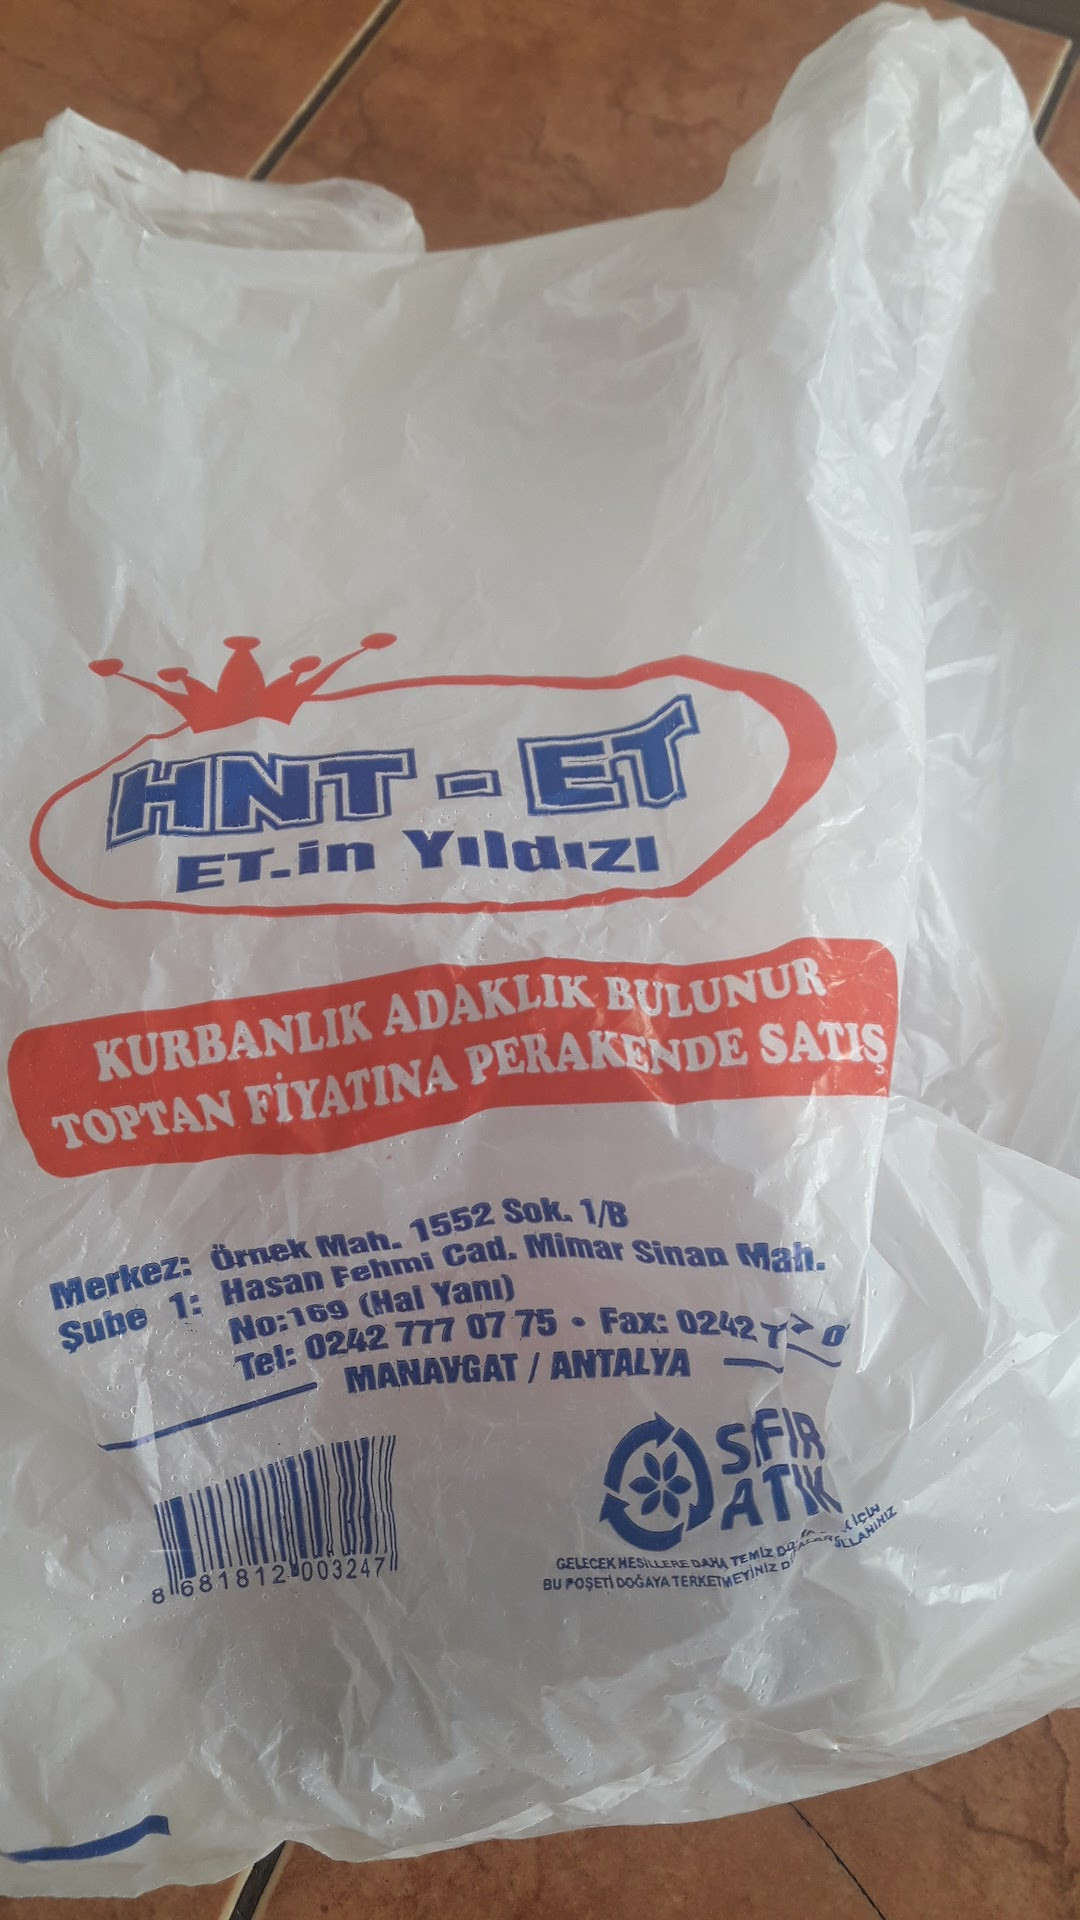 HNT - ET
ET.in Yıldızı
KURBANLIK ADAKLIK BULUNUR
TOPTAN FİYATINA PERAKENDE SATIŞ
Merkez: Örnek Mah. 1552 Sok. 1/B
Şube 1: Hasan Fehmi Cad. Mimar Sinan Mah.
No:169 (Hal Yanı)
Tel: 0242 777 07 75 • Fax: 0242
MANAVGAT / ANTALYA
SIFIR
ATIK
8 681812 003247
GELECEK NESİLLERE DAHA TEMİZ İÇİN
BU POŞETİ DOĞAYA TERKETMEYİNİZ